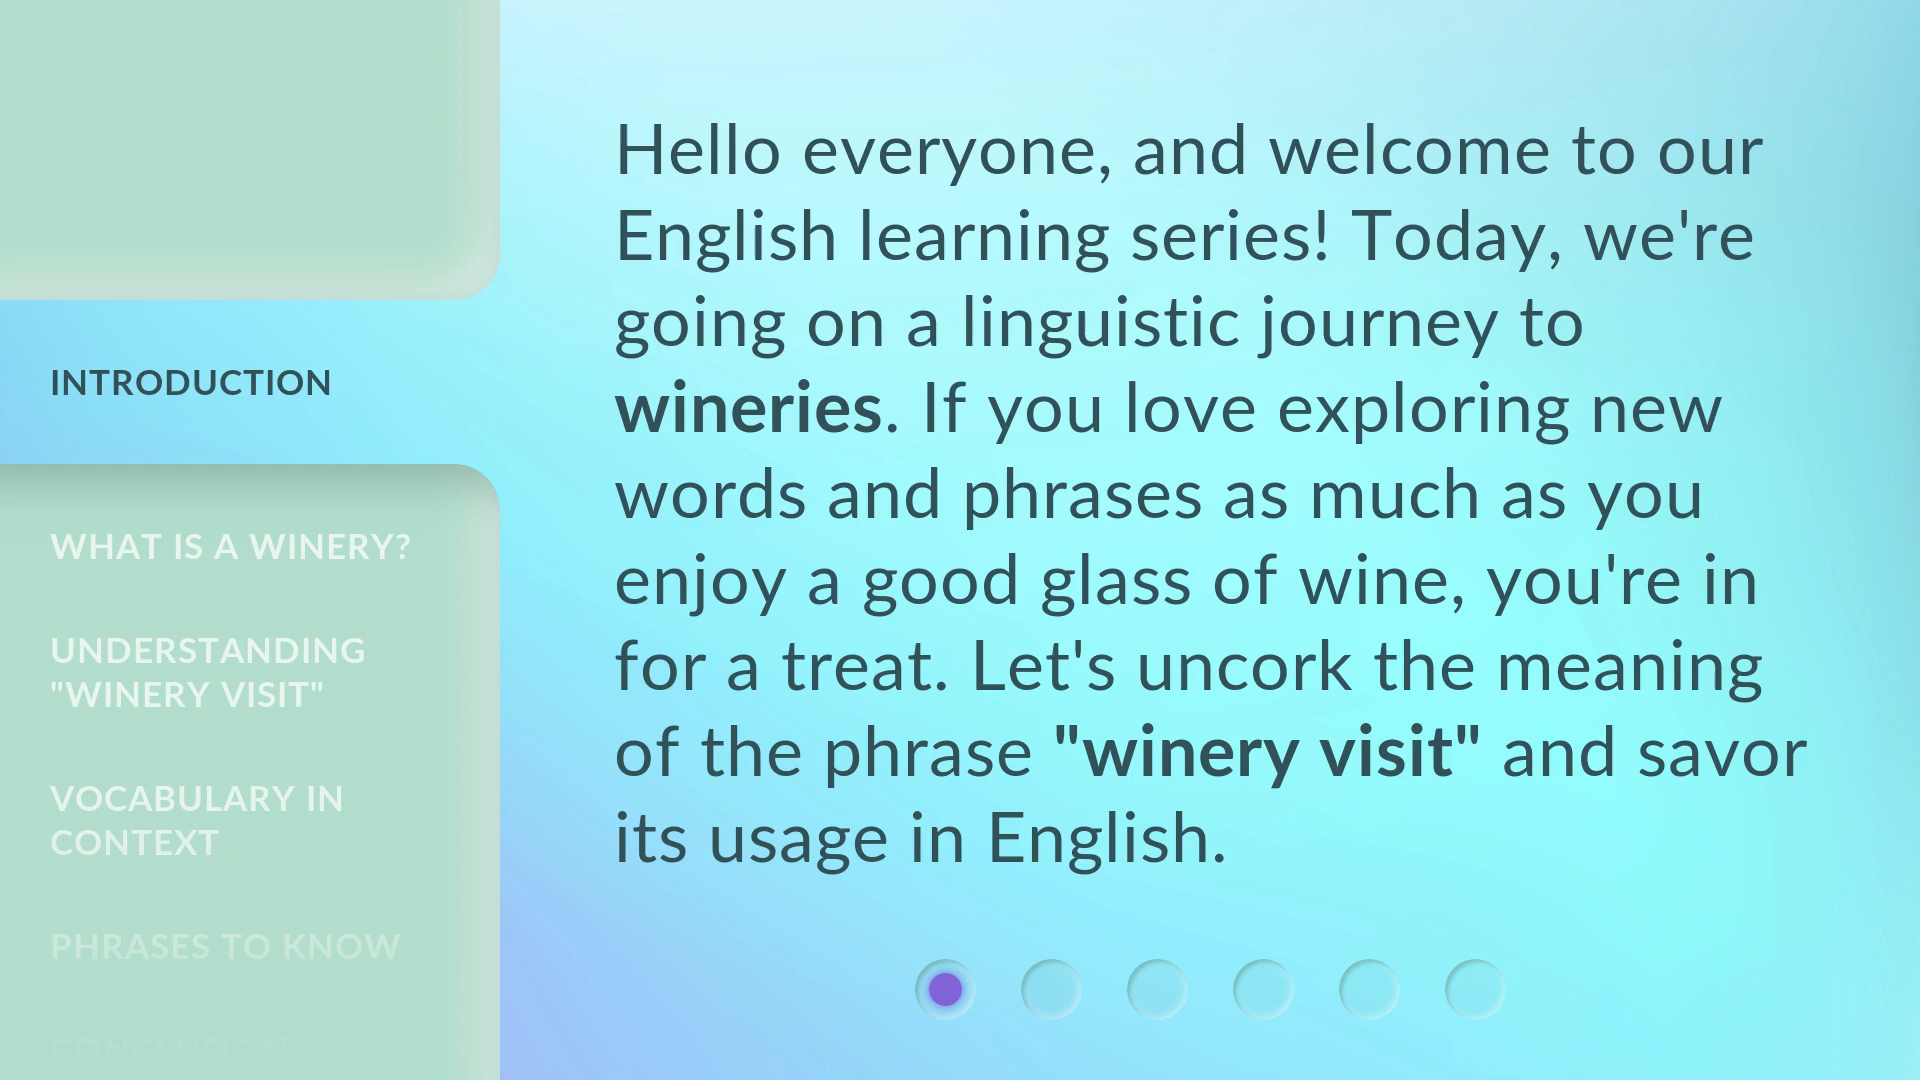 INTRODUCTION
WHAT IS A WINERY?
UNDERSTANDING
"WINERY VISIT"
VOCABULARY IN
CONTEXT
PHRASES TO KNOW
CONCLUSION
Hello everyone, and welcome to our
English learning series! Today, we're
going on a linguistic journey to
wineries. If you love exploring new
words and phrases as much as you
enjoy a good glass of wine, you're in
for a treat. Let's uncork the meaning
of the phrase "winery visit" and savor
its usage in English.